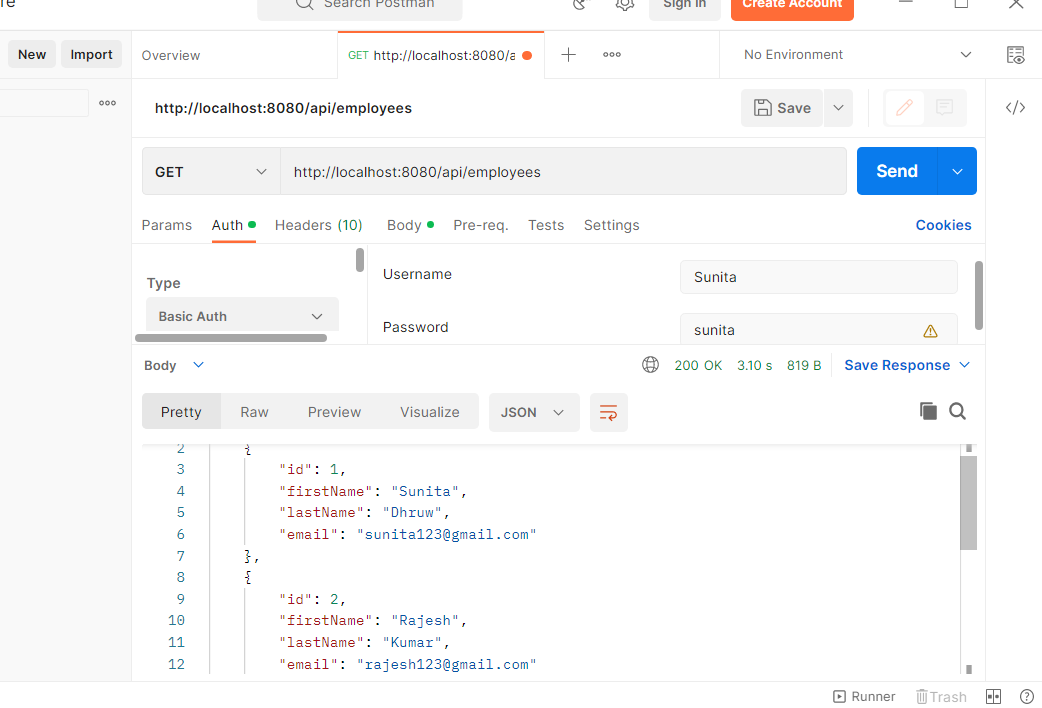 re
Search Postman
Sign In
Create Account
New
Import
Overview
GET http://localhost:8080/a
No Environment
http://localhost:8080/api/employees
Save
GET
http://localhost:8080/api/employees
Send
Params
Auth
Headers (10)
Body
Pre-req.
Tests
Settings
Cookies
Type
Basic Auth
Username
Sunita
Password
sunita
Body
200 OK
3.10 s
819 B
Save Response
Pretty
Raw
Preview
Visualize
JSON
2 {
3 "id": 1,
4 "firstName": "Sunita",
5 "lastName": "Dhruw",
6 "email": "sunita123@gmail.com"
7 },
8 {
9 "id": 2,
10 "firstName": "Rajesh",
11 "lastName": "Kumar",
12 "email": "rajesh123@gmail.com"
Runner
Trash